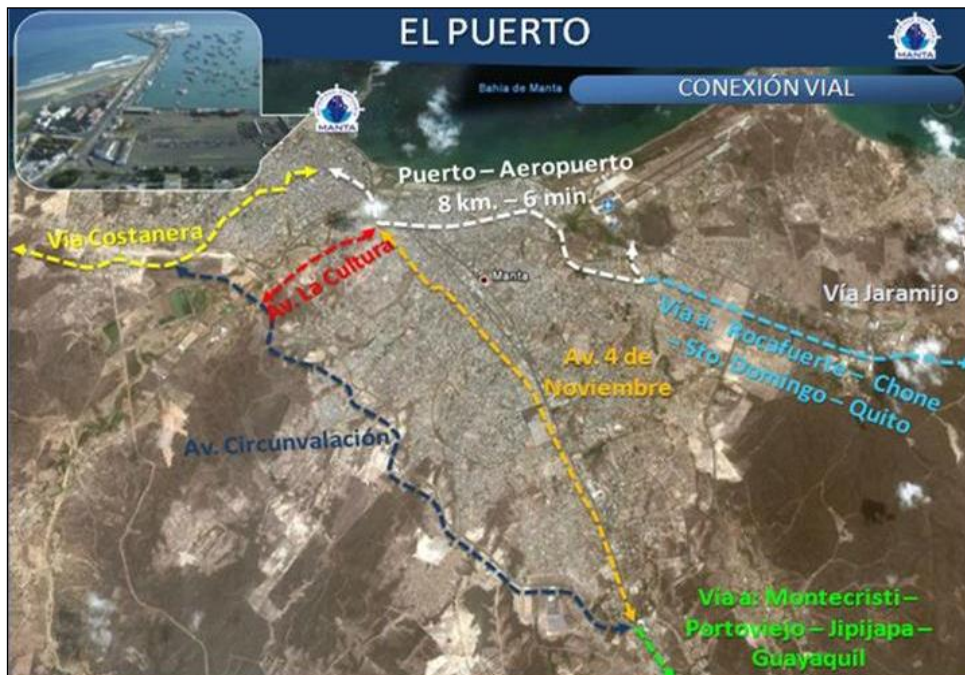 EL PUERTO
MANTA
CONEXIÓN VIAL
Bahía de Manta
MANTA
Puerto – Aeropuerto
8 km. – 6 min.
Vía Costanera
Av. La Cultura
Manta
Vía Jaramijo
Vía a: Rocafuerte – Chone
– Sto. Domingo – Quito
Av. 4 de
Noviembre
Av. Circunvalación
Vía a: Montecristi –
Portoviejo – Jipijapa –
Guayaquíl